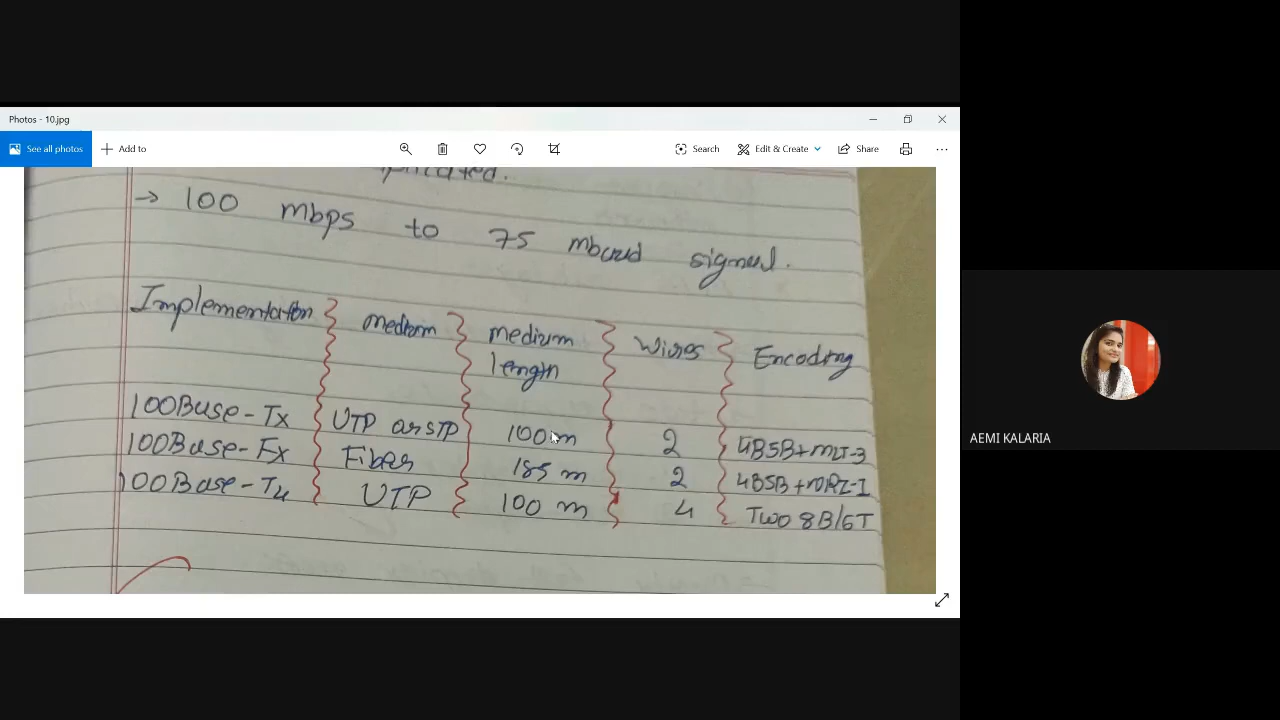 Photos - 10.jpg
See all photos
Add to
Search
Edit & Create
Share
→ 100 mbps to 75 mbaud signal.
Implementation medium medium length Wires Encoding
100Base-Tx UTP or STP 100 m 2 4B5B+MLT-3
100Base-Fx Fiber 185 m 2 4B5B+NRZ-I
100Base-T4 UTP 100 m 4 Two 8B/6T
AEMI KALARIA